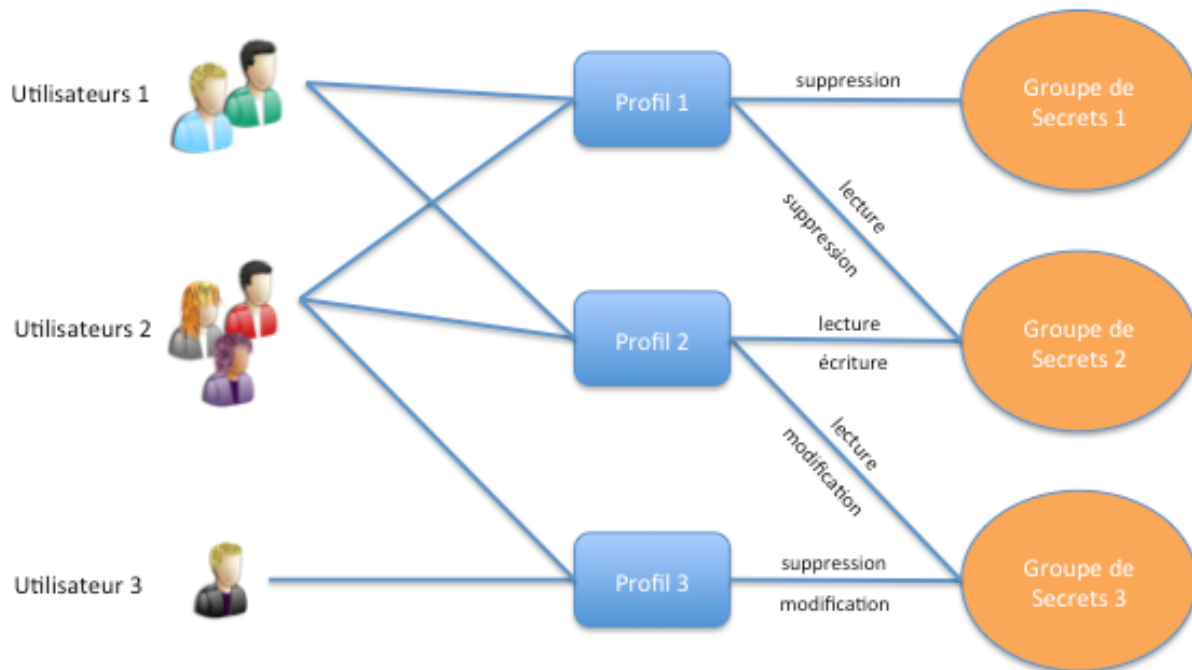 Utilisateurs 1
Profil 1
suppression
Groupe de
Secrets 1
lecture
suppression
Utilisateurs 2
Profil 2
lecture
écriture
Groupe de
Secrets 2
lecture
modification
Utilisateur 3
Profil 3
suppression
modification
Groupe de
Secrets 3